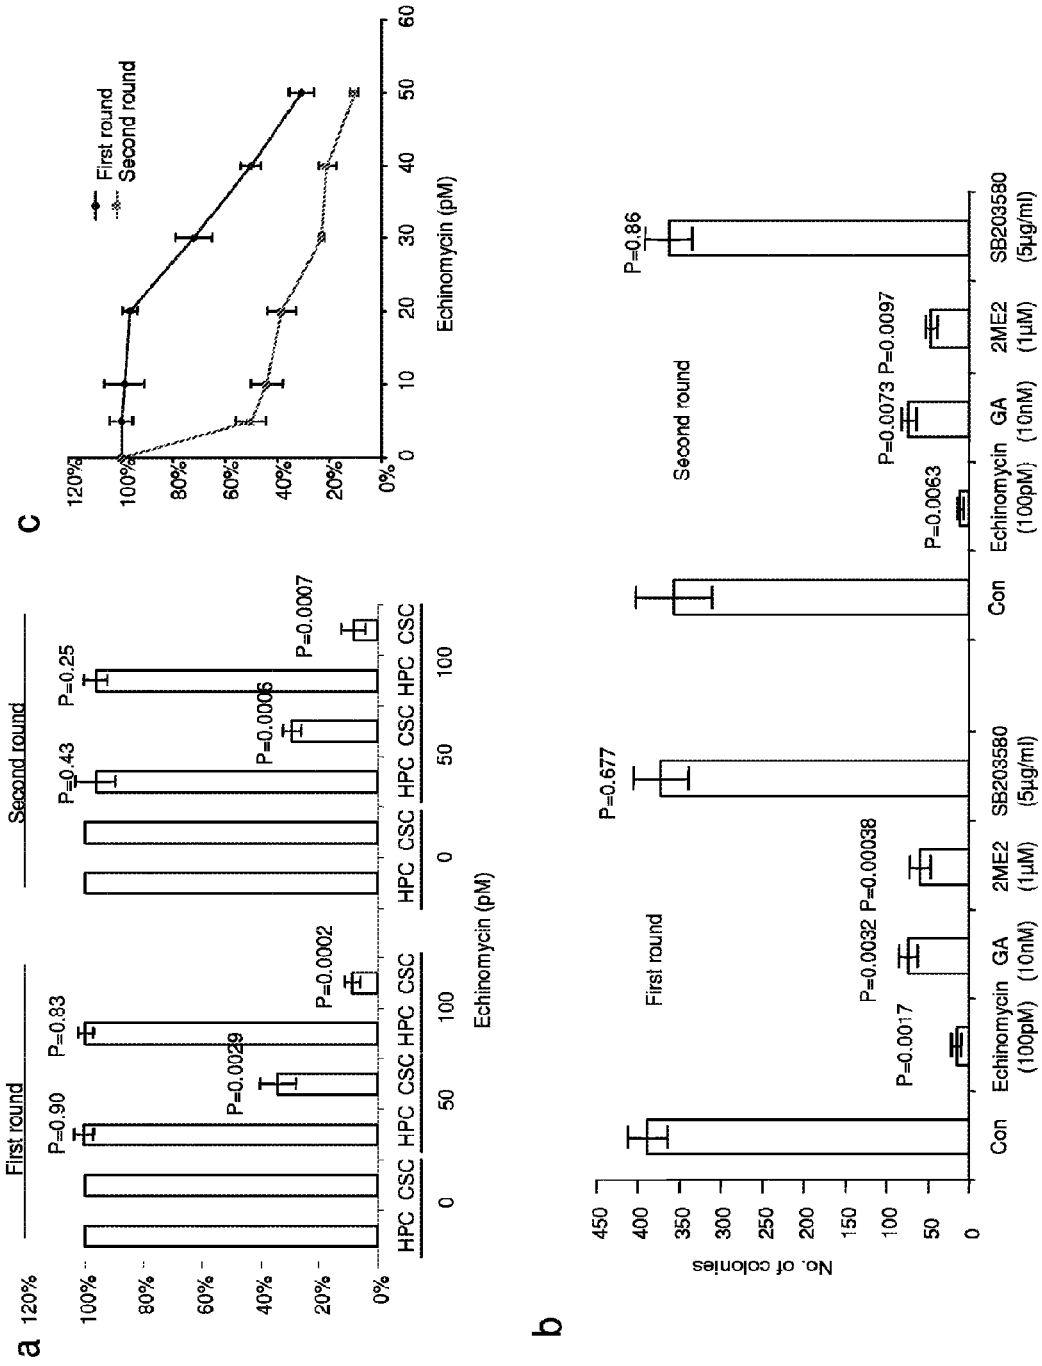 a
First round
Second round
120%
100%
80%
60%
40%
20%
0%
P=0.90
P=0.0029
P=0.83
P=0.0002
P=0.43
P=0.0006
P=0.25
P=0.0007
HPC CSC HPC CSC HPC CSC HPC CSC HPC CSC HPC CSC
0 50 100 0 50 100
Echinomycin (pM)
c
First round
Second round
120%
100%
80%
60%
40%
20%
0%
0 10 20 30 40 50 60
Echinomycin (pM)
b
No. of colonies
450
400
350
300
250
200
150
100
50
0
First round
Second round
P=0.0017
P=0.0032 P=0.00038
P=0.677
P=0.0063
P=0.0073 P=0.0097
P=0.86
Con Echinomycin GA 2ME2 SB203580 Con Echinomycin GA 2ME2 SB203580
(100pM) (10nM) (1µM) (5µg/ml) (100pM) (10nM) (1µM) (5µg/ml)